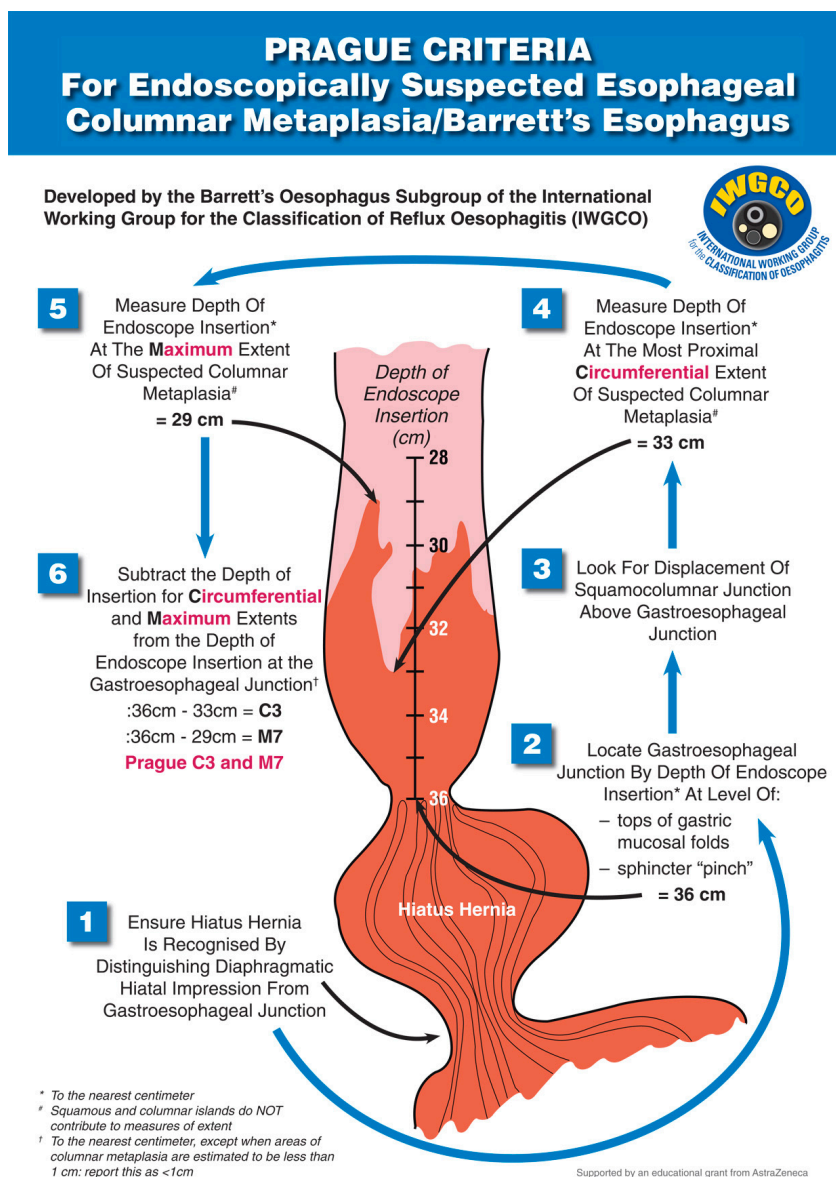 PRAGUE CRITERIA
For Endoscopically Suspected Esophageal
Columnar Metaplasia/Barrett's Esophagus
Developed by the Barrett's Oesophagus Subgroup of the International
Working Group for the Classification of Reflux Oesophagitis (IWGCO)
IWGCO
INTERNATIONAL WORKING GROUP
for the CLASSIFICATION OF OESOPHAGITIS
1
Ensure Hiatus Hernia
Is Recognised By
Distinguishing Diaphragmatic
Hiatal Impression From
Gastroesophageal Junction
2
Locate Gastroesophageal
Junction By Depth Of Endoscope
Insertion* At Level Of:
– tops of gastric
mucosal folds
– sphincter “pinch”
= 36 cm
3
Look For Displacement Of
Squamocolumnar Junction
Above Gastroesophageal
Junction
4
Measure Depth Of
Endoscope Insertion*
At The Most Proximal
Circumferential Extent
Of Suspected Columnar
Metaplasia#
= 33 cm
5
Measure Depth Of
Endoscope Insertion*
At The Maximum Extent
Of Suspected Columnar
Metaplasia#
= 29 cm
6
Subtract the Depth of
Insertion for Circumferential
and Maximum Extents
from the Depth of
Endoscope Insertion at the
Gastroesophageal Junction†
:36cm - 33cm = C3
:36cm - 29cm = M7
Prague C3 and M7
Depth of
Endoscope
Insertion
(cm)
28
30
32
34
36
Hiatus Hernia
* To the nearest centimeter
# Squamous and columnar islands do NOT
contribute to measures of extent
† To the nearest centimeter, except when areas of
columnar metaplasia are estimated to be less than
1 cm: report this as <1cm
Supported by an educational grant from AstraZeneca